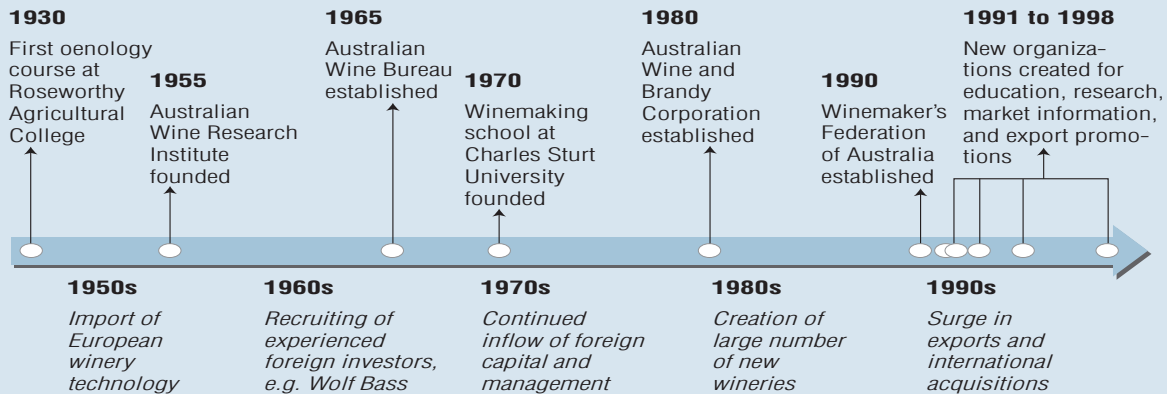 1930
First oenology
course at
Roseworthy
Agricultural
College
1955
Australian
Wine Research
Institute
founded
1965
Australian
Wine Bureau
established
1970
Winemaking
school at
Charles Sturt
University
founded
1980
Australian
Wine and
Brandy
Corporation
established
1990
Winemaker's
Federation
of Australia
established
1991 to 1998
New organiza-
tions created for
education, research,
market information,
and export promo-
tions
1950s
Import of
European
winery
technology
1960s
Recruiting of
experienced
foreign investors,
e.g. Wolf Bass
1970s
Continued
inflow of foreign
capital and
management
1980s
Creation of
large number
of new
wineries
1990s
Surge in
exports and
international
acquisitions